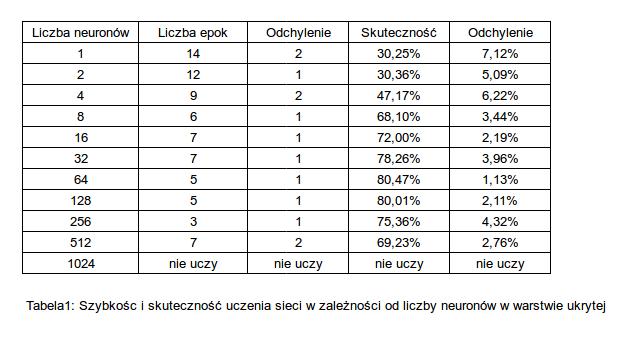 Liczba neuronów Liczba epok Odchylenie Skuteczność Odchylenie
1 14 2 30,25% 7,12%
2 12 1 30,36% 5,09%
4 9 2 47,17% 6,22%
8 6 1 68,10% 3,44%
16 7 1 72,00% 2,19%
32 7 1 78,26% 3,96%
64 5 1 80,47% 1,13%
128 5 1 80,01% 2,11%
256 3 1 75,36% 4,32%
512 7 2 69,23% 2,76%
1024 nie uczy nie uczy nie uczy nie uczy
Tabela1: Szybkośc i skuteczność uczenia sieci w zależności od liczby neuronów w warstwie ukrytej